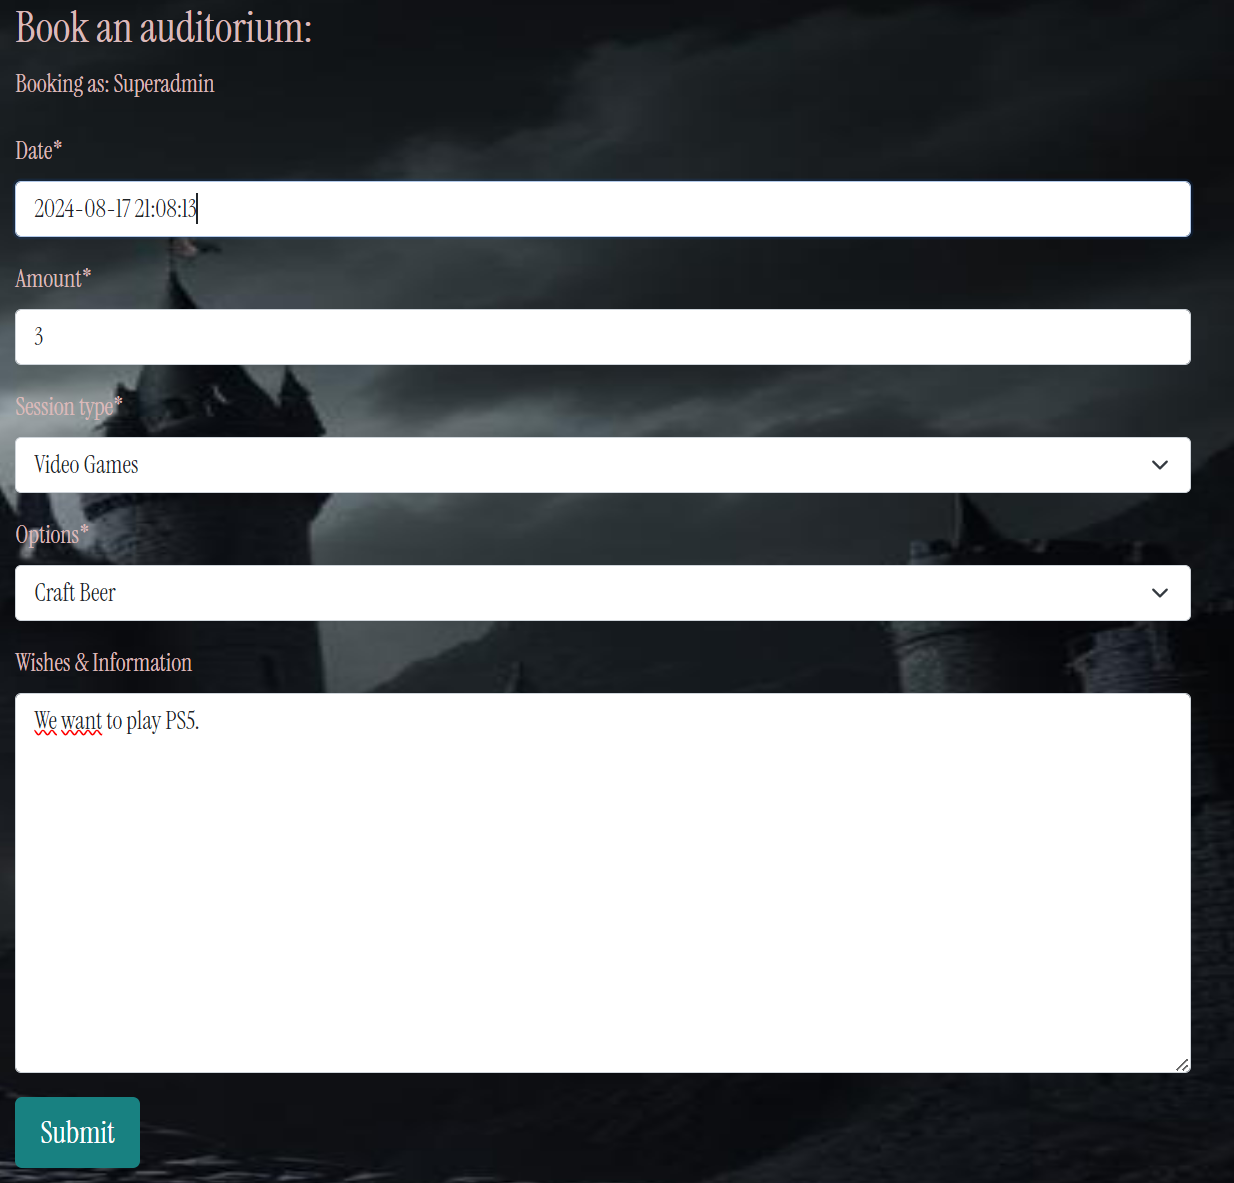 Book an auditorium:
Booking as: Superadmin
Date*
2024-08-17 21:08:13
Amount*
3
Session type*
Video Games
Options*
Craft Beer
Wishes & Information
We want to play PS5.
Submit